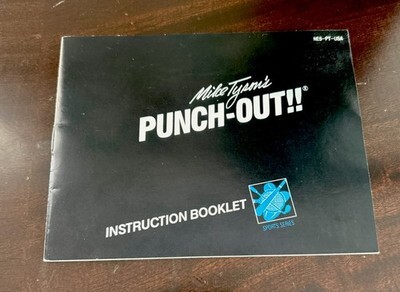 NES-PT-USA
Mike Tyson's
PUNCH-OUT!!®
INSTRUCTION BOOKLET
SPORTS SERIES